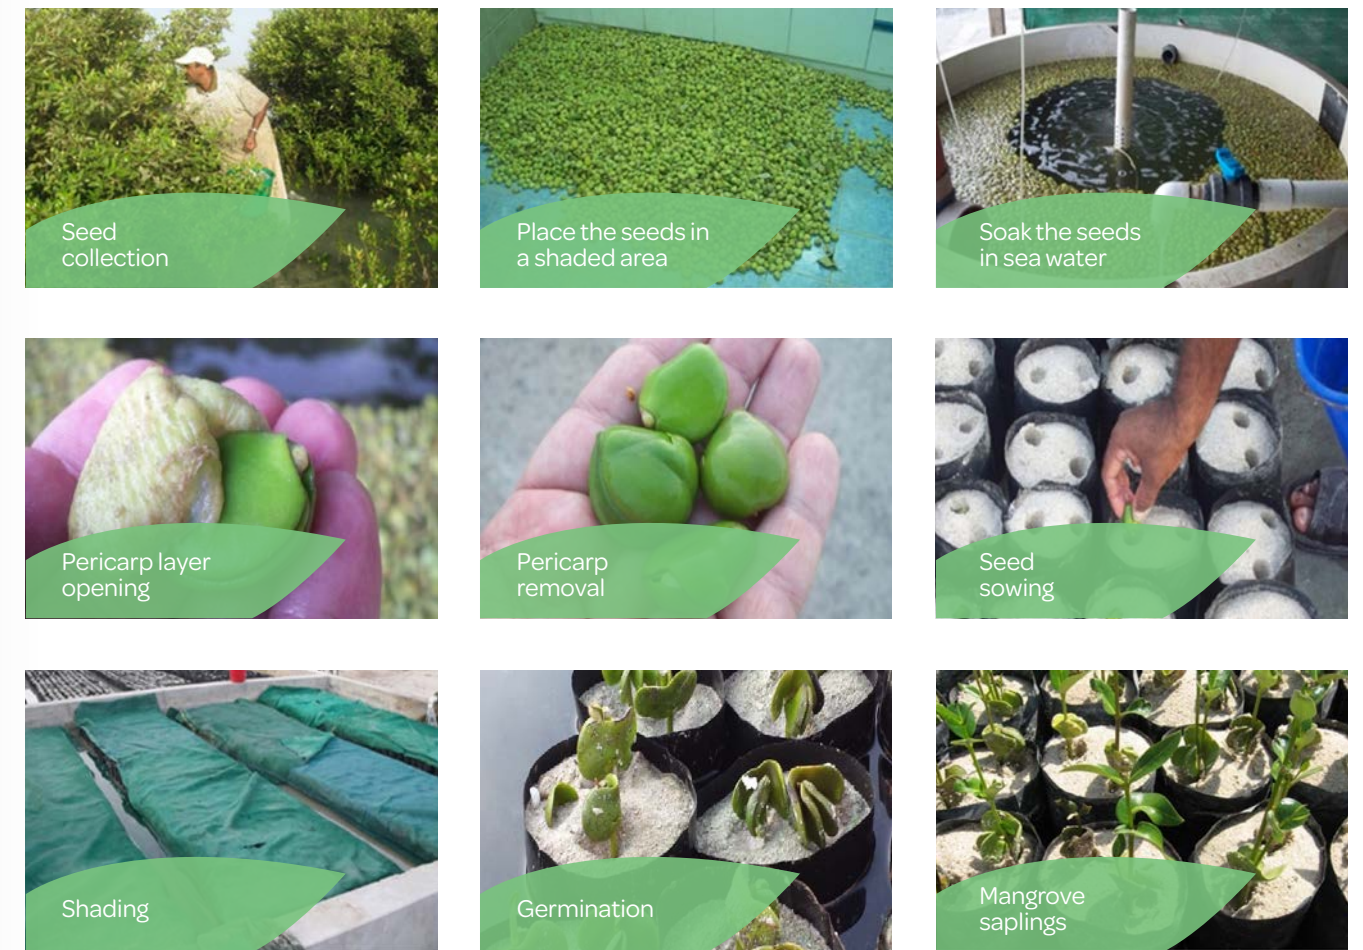 Seed
collection
Place the seeds in
a shaded area
Soak the seeds
in sea water
Pericarp layer
opening
Pericarp
removal
Seed
sowing
Shading
Germination
Mangrove
saplings